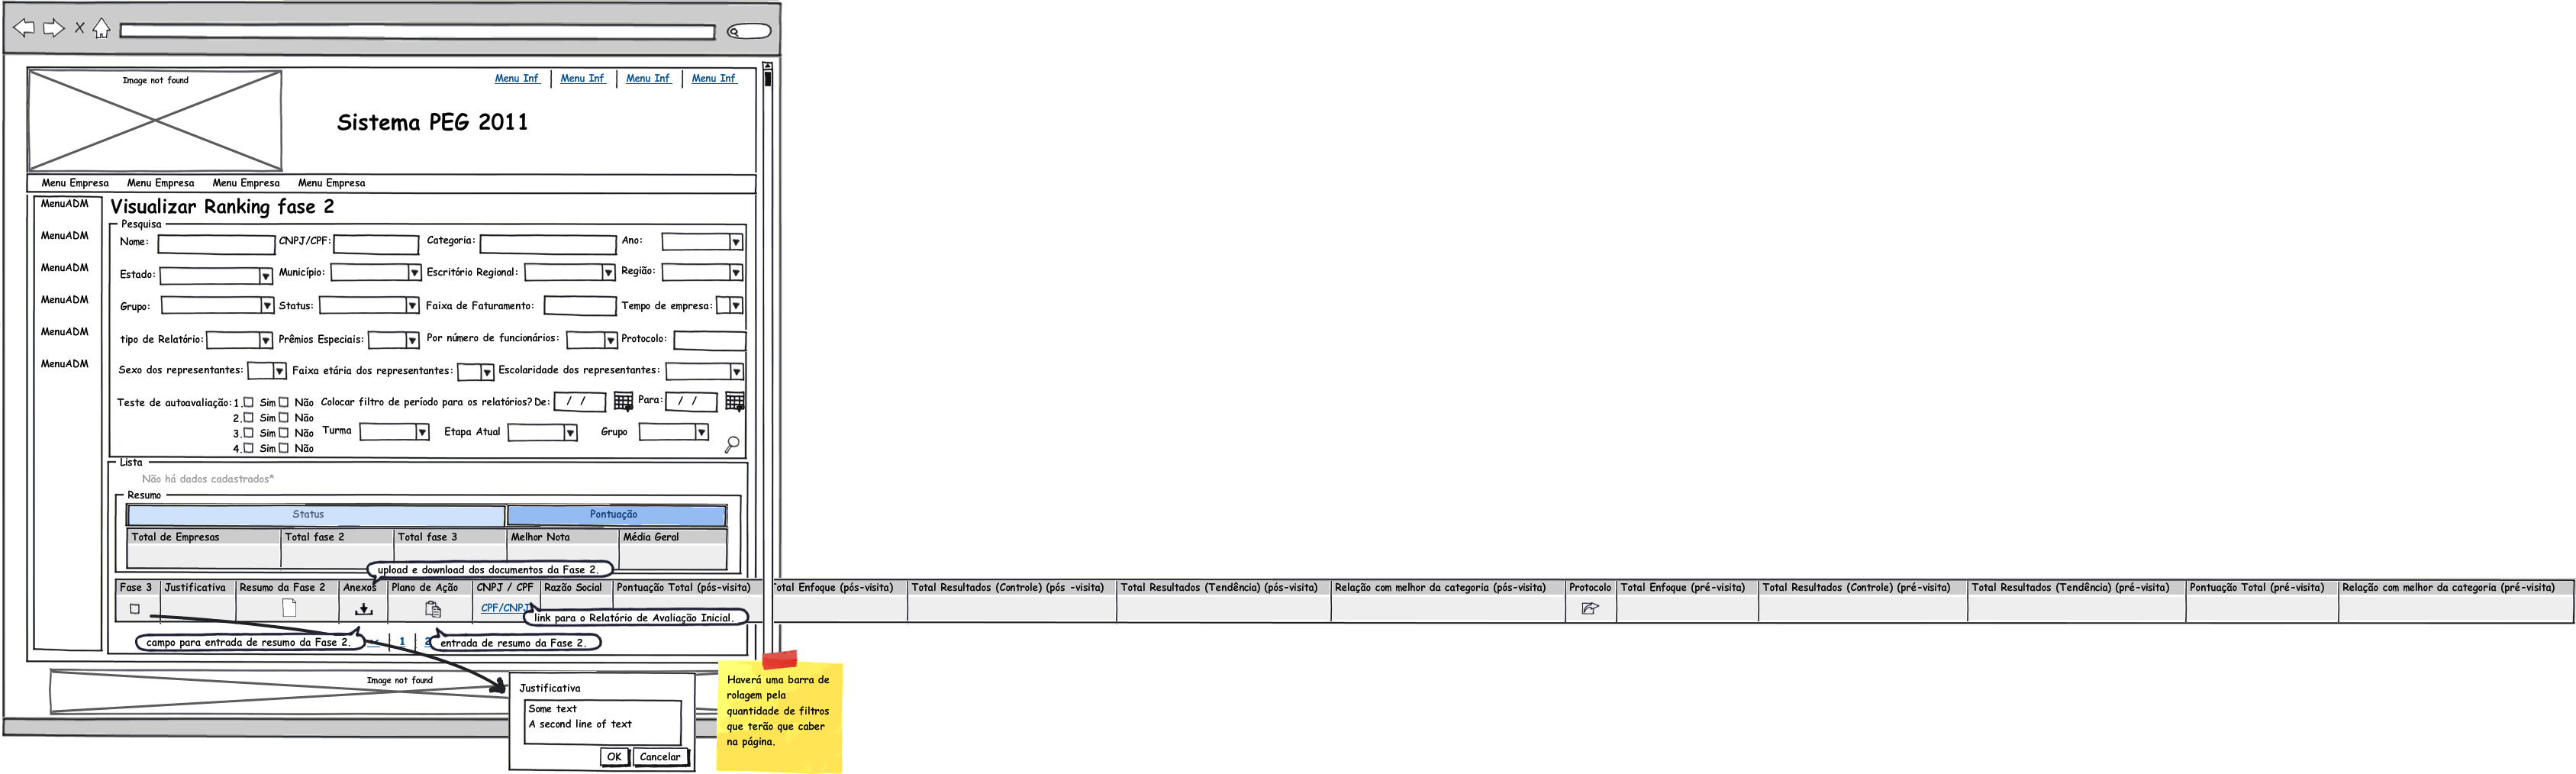 Image not found
Menu Inf | Menu Inf | Menu Inf | Menu Inf
Sistema PEG 2011
Menu Empresa Menu Empresa Menu Empresa Menu Empresa
MenuADM
MenuADM
MenuADM
MenuADM
MenuADM
MenuADM
Visualizar Ranking fase 2
Pesquisa
Nome: CNPJ/CPF: Categoria: Ano:
Estado: Município: Escritório Regional: Região:
Grupo: Status: Faixa de Faturamento: Tempo de empresa:
tipo de Relatório: Prêmios Especiais: Por número de funcionários: Protocolo:
Sexo dos representantes: Faixa etária dos representantes: Escolaridade dos representantes:
Teste de autoavaliação: 1. Sim Não Colocar filtro de período para os relatórios? De: / / Para: / /
2. Sim Não
3. Sim Não Turma Etapa Atual Grupo
4. Sim Não
Lista
Não há dados cadastrados*
Resumo
Status Pontuação
Total de Empresas Total fase 2 Total fase 3 Melhor Nota Média Geral
upload e download dos documentos da Fase 2.
Fase 3 Justificativa Resumo da Fase 2 Anexos Plano de Ação CNPJ / CPF Razão Social Pontuação Total (pós-visita) Total Enfoque (pós-visita) Total Resultados (Controle) (pós -visita) Total Resultados (Tendência) (pós-visita) Relação com melhor da categoria (pós-visita) Protocolo Total Enfoque (pré-visita) Total Resultados (Controle) (pré-visita) Total Resultados (Tendência) (pré-visita) Pontuação Total (pré-visita) Relação com melhor da categoria (pré-visita)
CPF/CNPJ
link para o Relatório de Avaliação Inicial.
campo para entrada de resumo da Fase 2. | 1 | 2 entrada de resumo da Fase 2.
Image not found
Justificativa
Some text
A second line of text
OK Cancelar
Haverá uma barra de
rolagem pela
quantidade de filtros
que terão que caber
na página.